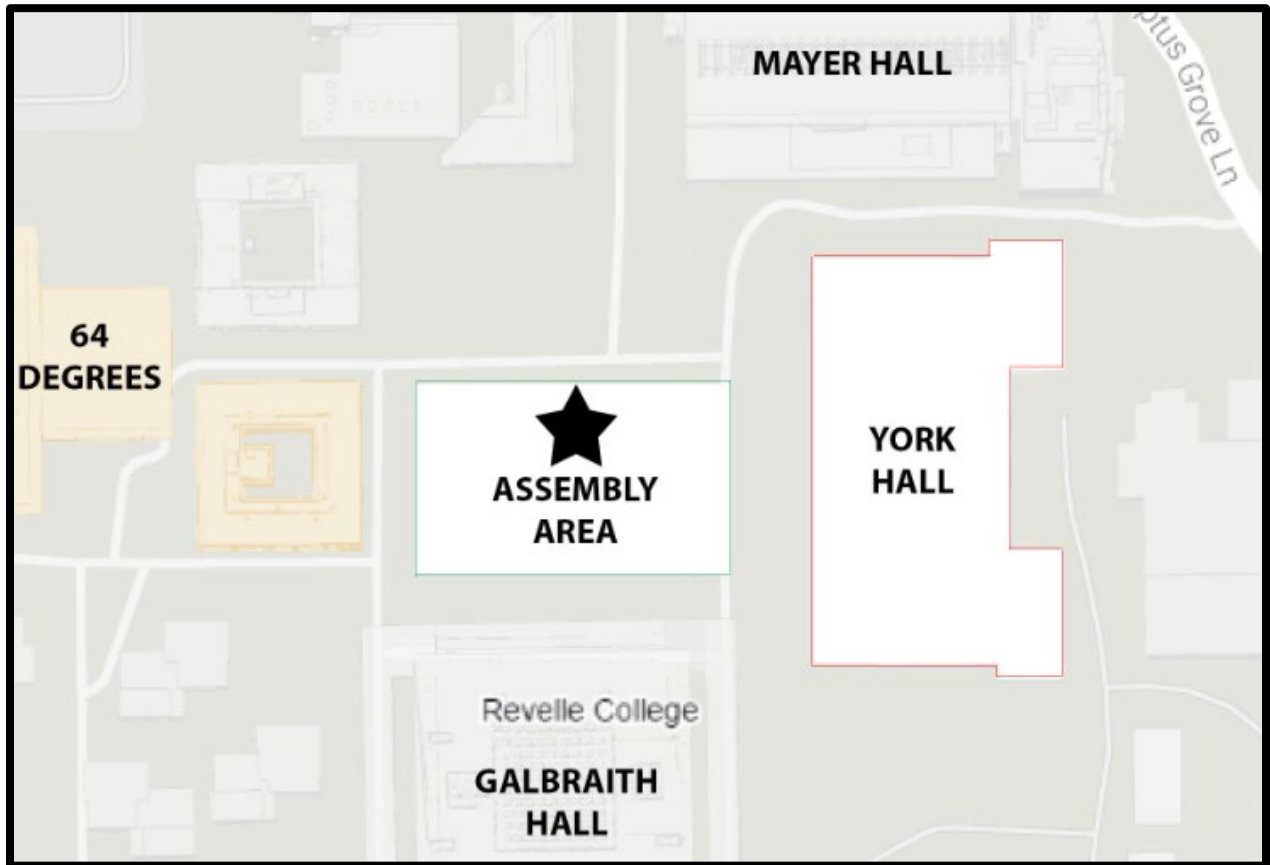 MAYER HALL
ptus Grove Ln
64
DEGREES
YORK
HALL
ASSEMBLY
AREA
Revelle College
GALBRAITH
HALL